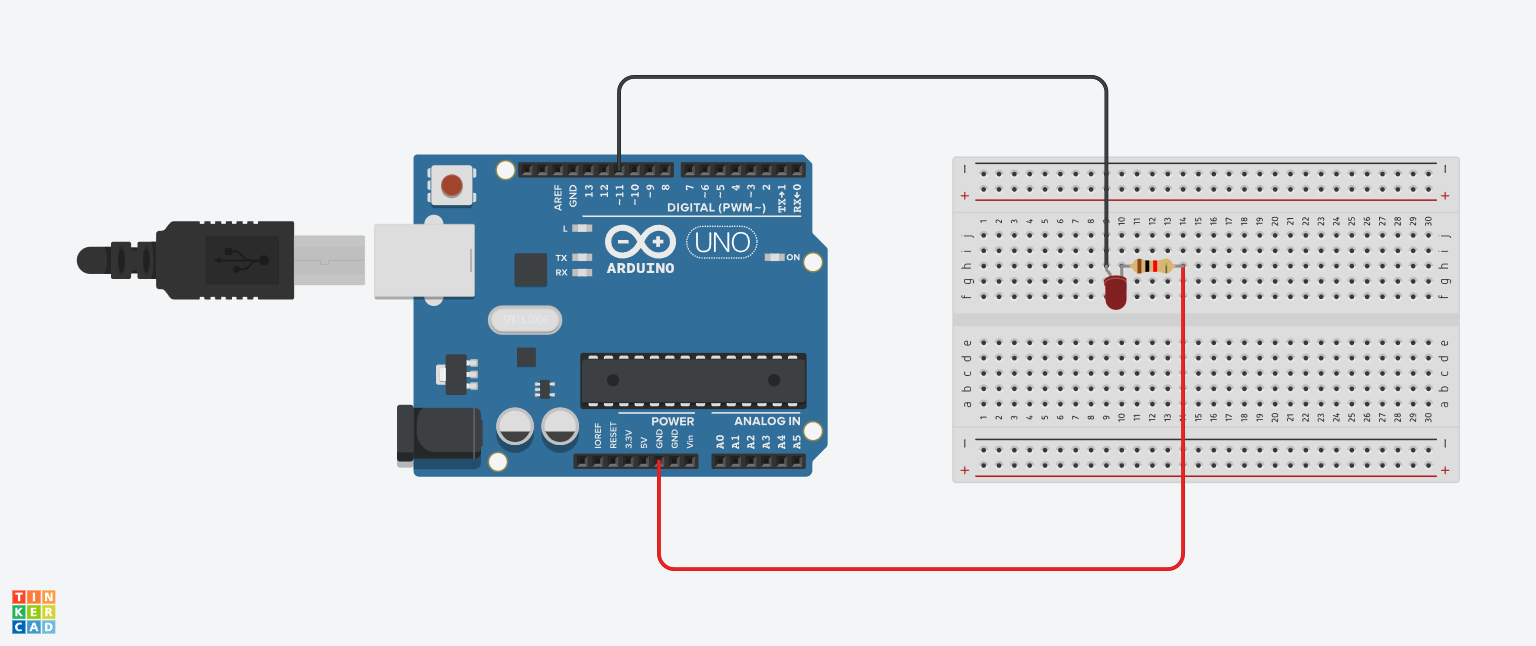 AREF
GND
13
12
~11
~10
~9
8
7
~6
~5
4
~3
2
TX→1
RX←0
DIGITAL (PWM ~)
L
TX
RX
ARDUINO
UNO
ON
POWER
ANALOG IN
IOREF
RESET
3.3V
5V
GND
GND
Vin
A0
A1
A2
A3
A4
A5
− −
+ +
1 2 3 4 5 6 7 8 9 10 11 12 13 14 15 16 17 18 19 20 21 22 23 24 25 26 27 28 29 30
j j
i i
h h
g g
f f
e e
d d
c c
b b
a a
1 2 3 4 5 6 7 8 9 10 11 12 13 14 15 16 17 18 19 20 21 22 23 24 25 26 27 28 29 30
− −
+ +
TIN
KER
CAD